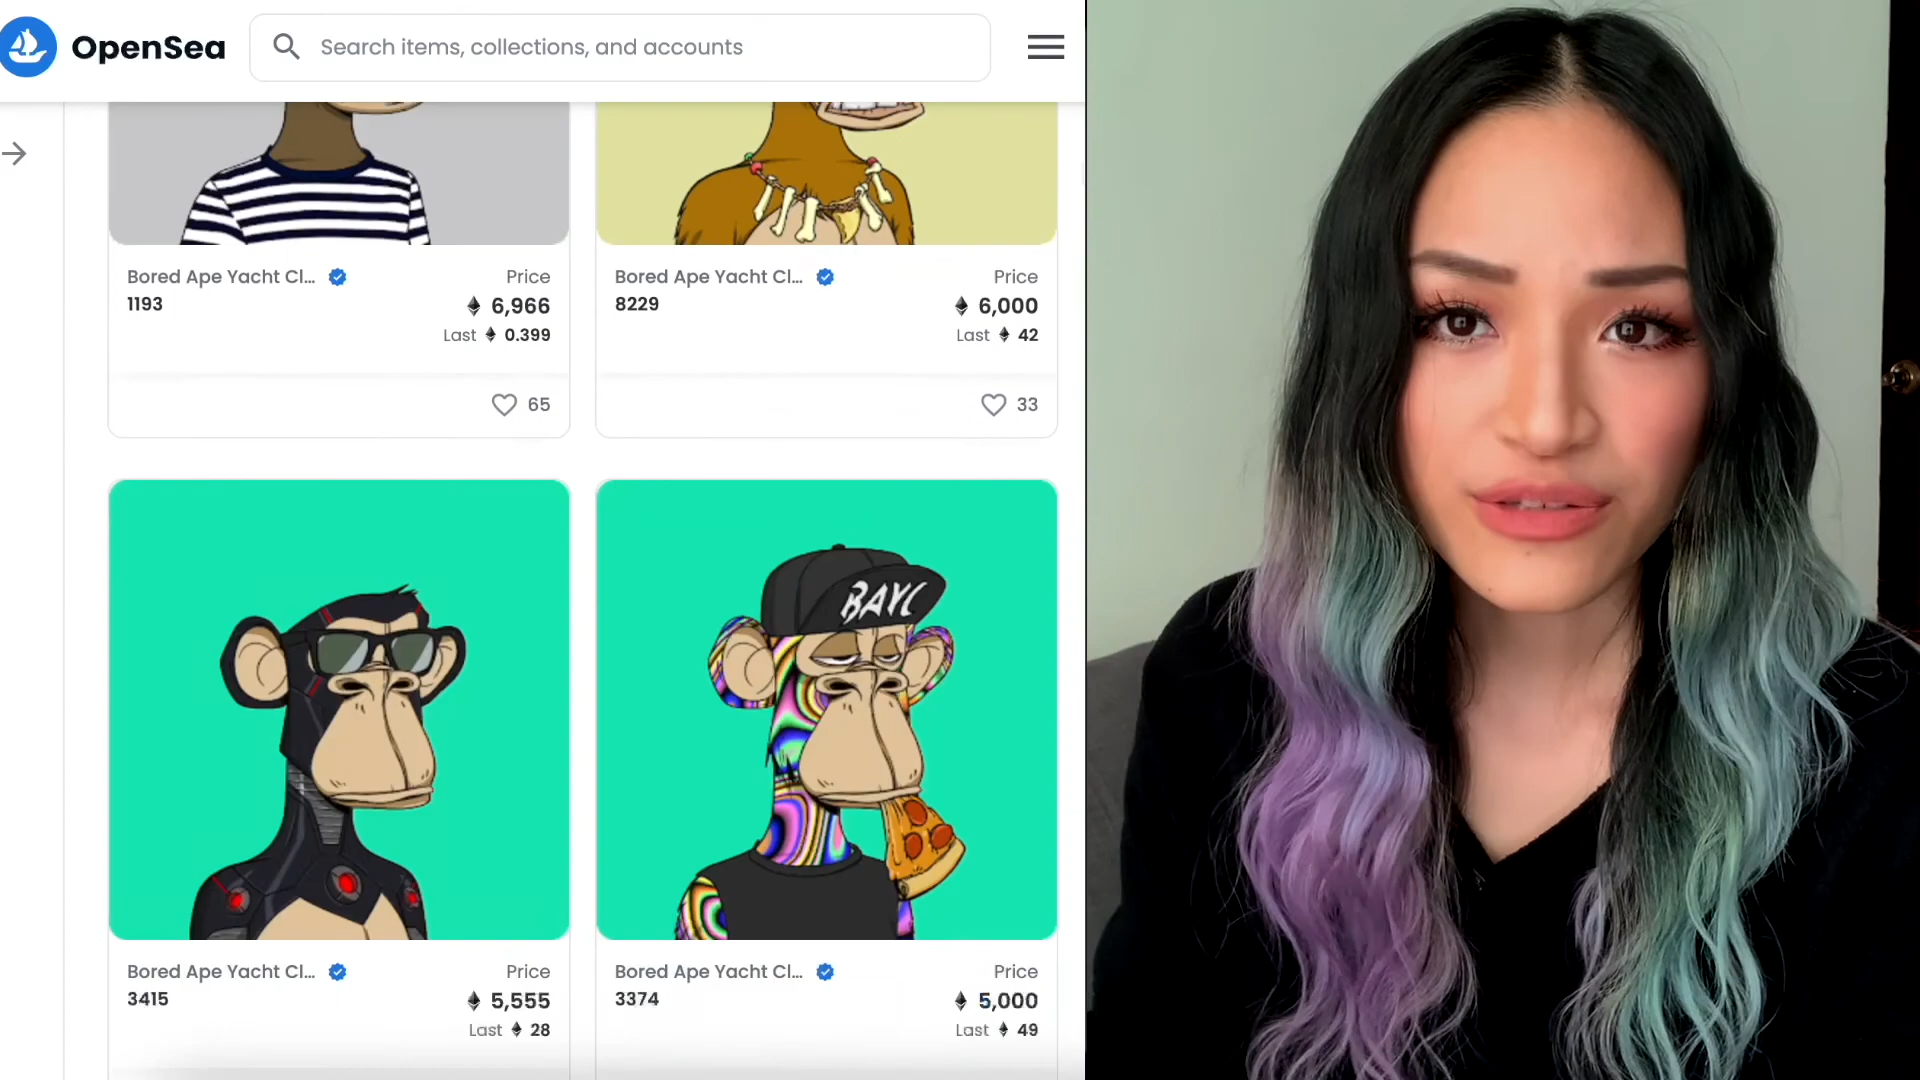 OpenSea
Search items, collections, and accounts
Bored Ape Yacht Cl... Price
1193 6,966
Last 0.399
65
Bored Ape Yacht Cl... Price
8229 6,000
Last 42
33
BAYC
Bored Ape Yacht Cl... Price
3415 5,555
Last 28
Bored Ape Yacht Cl... Price
3374 5,000
Last 49